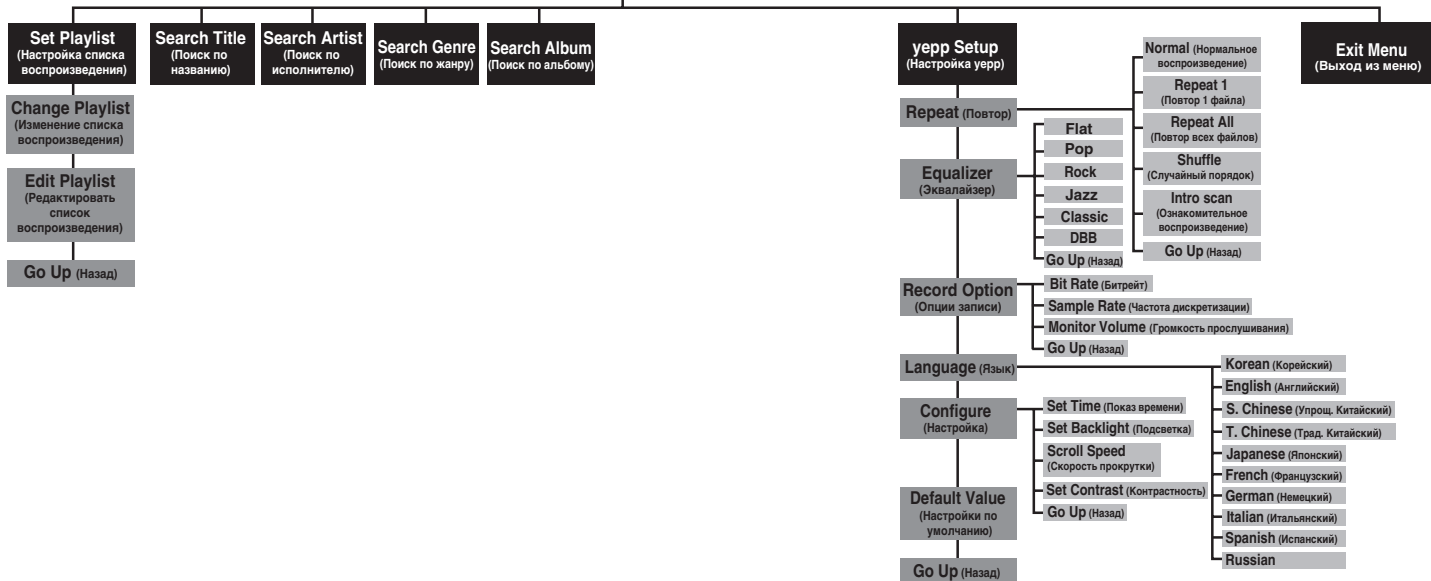 Set Playlist
(Настройка списка
воспроизведения)
Change Playlist
(Изменение списка
воспроизведения)
Edit Playlist
(Редактировать
список
воспроизведения)
Go Up (Назад)
Search Title
(Поиск по
названию)
Search Artist
(Поиск по
исполнителю)
Search Genre
(Поиск по жанру)
Search Album
(Поиск по альбому)
yepp Setup
(Настройка yepp)
Repeat (Повтор)
Normal (Нормальное
воспроизведение)
Repeat 1
(Повтор 1 файла)
Repeat All
(Повтор всех файлов)
Shuffle
(Случайный порядок)
Intro scan
(Ознакомительное
воспроизведение)
Go Up (Назад)
Equalizer
(Эквалайзер)
Flat
Pop
Rock
Jazz
Classic
DBB
Go Up (Назад)
Record Option
(Опции записи)
Bit Rate (Битрейт)
Sample Rate (Частота дискретизации)
Monitor Volume (Громкость прослушивания)
Go Up (Назад)
Language (Язык)
Korean (Корейский)
English (Английский)
S. Chinese (Упрощ. Китайский)
T. Chinese (Трад. Китайский)
Japanese (Японский)
French (Французский)
German (Немецкий)
Italian (Итальянский)
Spanish (Испанский)
Russian
Configure
(Настройка)
Set Time (Показ времени)
Set Backlight (Подсветка)
Scroll Speed
(Скорость прокрутки)
Set Contrast (Контрастность)
Go Up (Назад)
Default Value
(Настройки по
умолчанию)
Go Up (Назад)
Exit Menu
(Выход из меню)